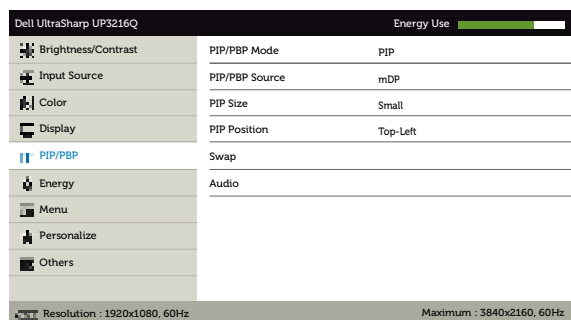 Dell UltraSharp UP3216Q Energy Use
Brightness/Contrast PIP/PBP Mode PIP
Input Source PIP/PBP Source mDP
Color PIP Size Small
Display PIP Position Top-Left
PIP/PBP Swap
Energy Audio
Menu
Personalize
Others
Resolution : 1920x1080, 60Hz Maximum : 3840x2160, 60Hz